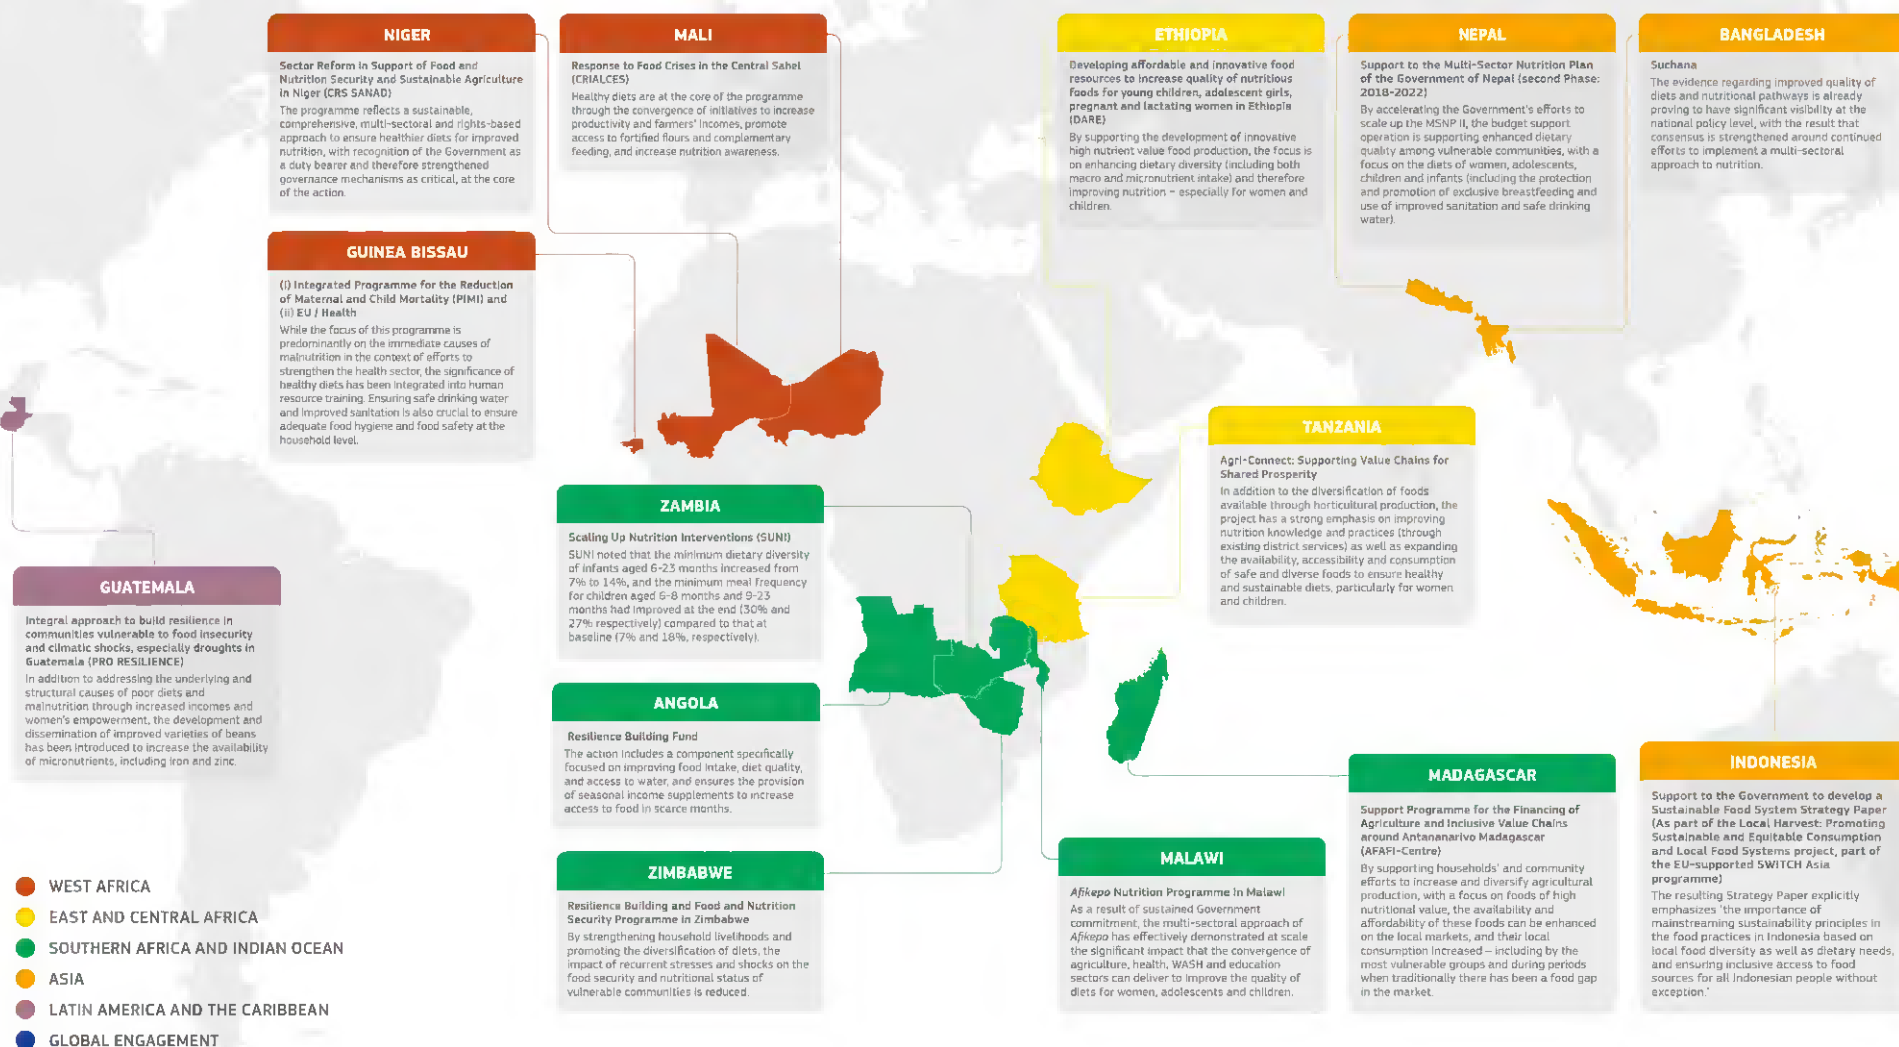 NIGER
Sector Reform in Support of Food and
Nutrition Security and Sustainable Agriculture
in Niger (CRS SANAD)
The programme reflects a sustainable,
comprehensive, multi-sectoral and rights-based
approach to ensure healthier diets for improved
nutrition, with recognition of the Government as
a duty bearer and therefore strengthened
governance mechanisms as critical, at the core
of the action.
MALI
Response to Food Crises in the Central Sahel
(CRIALCES)
Healthy diets are at the core of the programme
through the convergence of initiatives to increase
productivity and farmers' incomes, promote
access to fortified flours and complementary
feeding, and increase nutrition awareness.
ETHIOPIA
Developing affordable and innovative food
resources to increase quality of nutritious
foods for young children, adolescent girls,
pregnant and lactating women in Ethiopia
(DARE)
By supporting the development of innovative
high nutrient value food production, the focus is
on enhancing dietary diversity (including both
macro and micronutrient intake) and therefore
improving nutrition – especially for women and
children.
NEPAL
Support to the Multi-Sector Nutrition Plan
of the Government of Nepal (second Phase:
2018-2022)
By accelerating the Government's efforts to
scale up the MSNP II, the budget support
operation is supporting enhanced dietary
quality among vulnerable communities, with a
focus on the diets of women, adolescents,
children and infants (including the protection
and promotion of exclusive breastfeeding and
use of improved sanitation and safe drinking
water).
BANGLADESH
Suchana
The evidence regarding improved quality of
diets and nutritional pathways is already
proving to have significant visibility at the
national policy level, with the result that
consensus is strengthened around continued
efforts to implement a multi-sectoral
approach to nutrition.
GUINEA BISSAU
(i) Integrated Programme for the Reduction
of Maternal and Child Mortality (PIMI) and
(ii) EU / Health
While the focus of this programme is
predominantly on the immediate causes of
malnutrition in the context of efforts to
strengthen the health sector, the significance of
healthy diets has been integrated into human
resource training. Ensuring safe drinking water
and improved sanitation is also crucial to ensure
adequate food hygiene and food safety at the
household level.
TANZANIA
Agri-Connect: Supporting Value Chains for
Shared Prosperity
In addition to the diversification of foods
available through horticultural production, the
project has a strong emphasis on improving
nutrition knowledge and practices (through
existing district services) as well as expanding
the availability, accessibility and consumption
of safe and diverse foods to ensure healthy
and sustainable diets, particularly for women
and children.
ZAMBIA
Scaling Up Nutrition Interventions (SUNI)
SUNI noted that the minimum dietary diversity
of infants aged 6-23 months increased from
7% to 14%, and the minimum meal frequency
for children aged 6-8 months and 9-23
months had improved at the end (30% and
27% respectively) compared to that at
baseline (7% and 18%, respectively).
GUATEMALA
Integral approach to build resilience in
communities vulnerable to food insecurity
and climatic shocks, especially droughts in
Guatemala (PRO RESILIENCE)
In addition to addressing the underlying and
structural causes of poor diets and
malnutrition through increased incomes and
women's empowerment, the development and
dissemination of improved varieties of beans
has been introduced to increase the availability
of micronutrients, including iron and zinc.
ANGOLA
Resilience Building Fund
The action includes a component specifically
focused on improving food intake, diet quality,
and access to water, and ensures the provision
of seasonal income supplements to increase
access to food in scarce months.
ZIMBABWE
Resilience Building and Food and Nutrition
Security Programme in Zimbabwe
By strengthening household livelihoods and
promoting the diversification of diets, the
impact of recurrent stresses and shocks on the
food security and nutritional status of
vulnerable communities is reduced.
MALAWI
Afikepo Nutrition Programme in Malawi
As a result of sustained Government
commitment, the multi-sectoral approach of
Afikepo has effectively demonstrated at scale
the significant impact that the convergence of
agriculture, health, WASH and education
sectors can deliver to improve the quality of
diets for women, adolescents and children.
MADAGASCAR
Support Programme for the Financing of
Agriculture and Inclusive Value Chains
around Antananarivo Madagascar
(AFAFI-Centre)
By supporting households' and community
efforts to increase and diversify agricultural
production, with a focus on foods of high
nutritional value, the availability and
affordability of these foods can be enhanced
on the local markets, and their local
consumption increased – including by the
most vulnerable groups and during periods
when traditionally there has been a food gap
in the market.
INDONESIA
Support to the Government to develop a
Sustainable Food System Strategy Paper
(As part of the Local Harvest: Promoting
Sustainable and Equitable Consumption
and Local Food Systems project, part of
the EU-supported SWITCH Asia
programme)
The resulting Strategy Paper explicitly
emphasizes 'the importance of
mainstreaming sustainability principles in
the food practices in Indonesia based on
local food diversity as well as dietary needs,
and ensuring inclusive access to food
sources for all Indonesian people without
exception.'
WEST AFRICA
EAST AND CENTRAL AFRICA
SOUTHERN AFRICA AND INDIAN OCEAN
ASIA
LATIN AMERICA AND THE CARIBBEAN
GLOBAL ENGAGEMENT